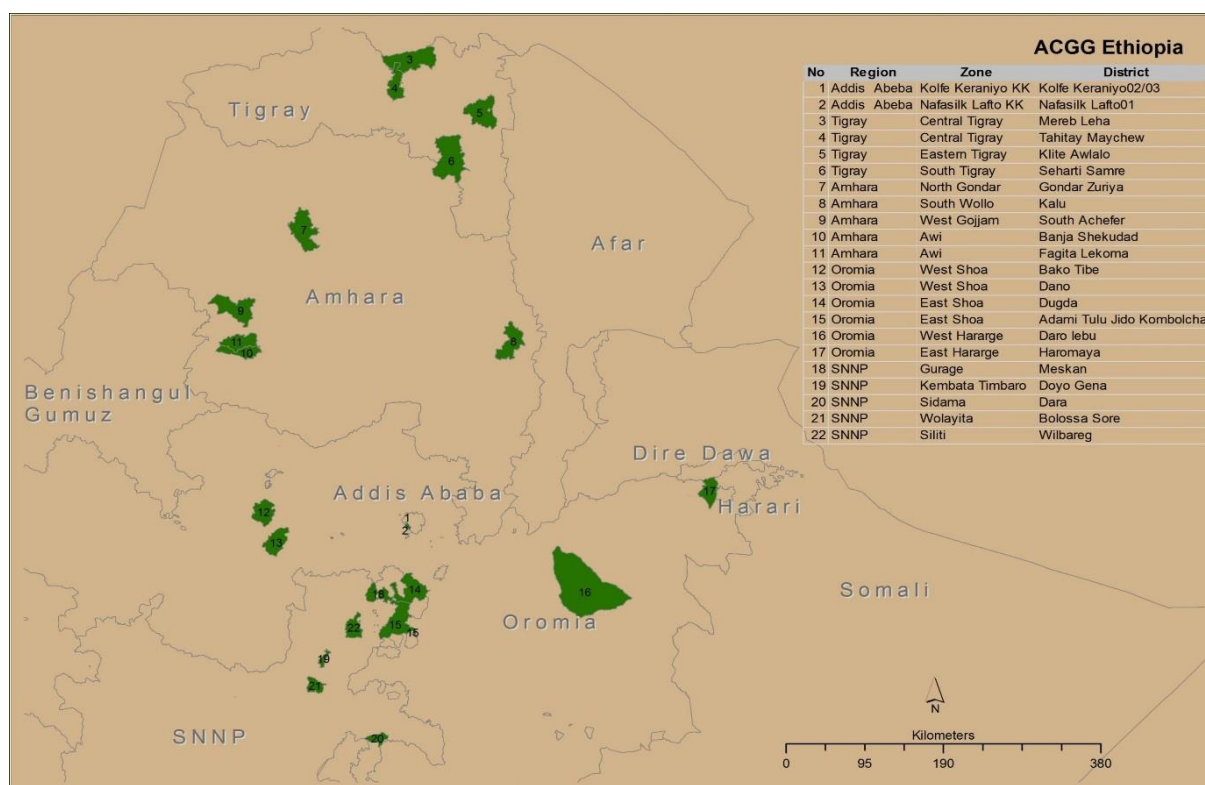 ACGG Ethiopia
No Region Zone District
1 Addis Abeba Kolfe Keraniyo KK Kolfe Keraniyo02/03
2 Addis Abeba Nafasilk Lafto KK Nafasilk Lafto01
3 Tigray Central Tigray Mereb Leha
4 Tigray Central Tigray Tahitay Maychew
5 Tigray Eastern Tigray Klite Awlalo
6 Tigray South Tigray Seharti Samre
7 Amhara North Gondar Gondar Zuriya
8 Amhara South Wollo Kalu
9 Amhara West Gojjam South Achefer
10 Amhara Awi Banja Shekudad
11 Amhara Awi Fagita Lekoma
12 Oromia West Shoa Bako Tibe
13 Oromia West Shoa Dano
14 Oromia East Shoa Dugda
15 Oromia East Shoa Adami Tulu Jido Kombolcha
16 Oromia West Hararge Daro lebu
17 Oromia East Hararge Haromaya
18 SNNP Gurage Meskan
19 SNNP Kembata Timbaro Doyo Gena
20 SNNP Sidama Dara
21 SNNP Wolayita Bolossa Sore
22 SNNP Siliti Wilbareg
3
4
Tigray
5
6
7
Afar
Amhara
9
8
11
10
Benishangul
Gumuz
Dire Dawa
Addis Ababa
17
Harari
12
1
2
13
14
18
16
Somali
15
22
15
Oromia
19
21
SNNP
20
N
Kilometers
0 95 190 380